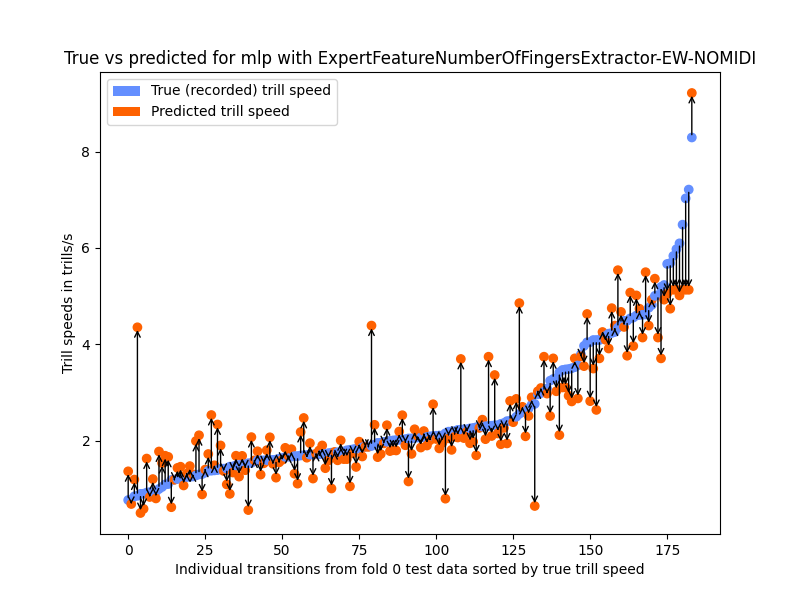 True vs predicted for mlp with ExpertFeatureNumberOfFingersExtractor-EW-NOMIDI
True (recorded) trill speed
Predicted trill speed
8
6
4
2
Trill speeds in trills/s
0 25 50 75 100 125 150 175
Individual transitions from fold 0 test data sorted by true trill speed